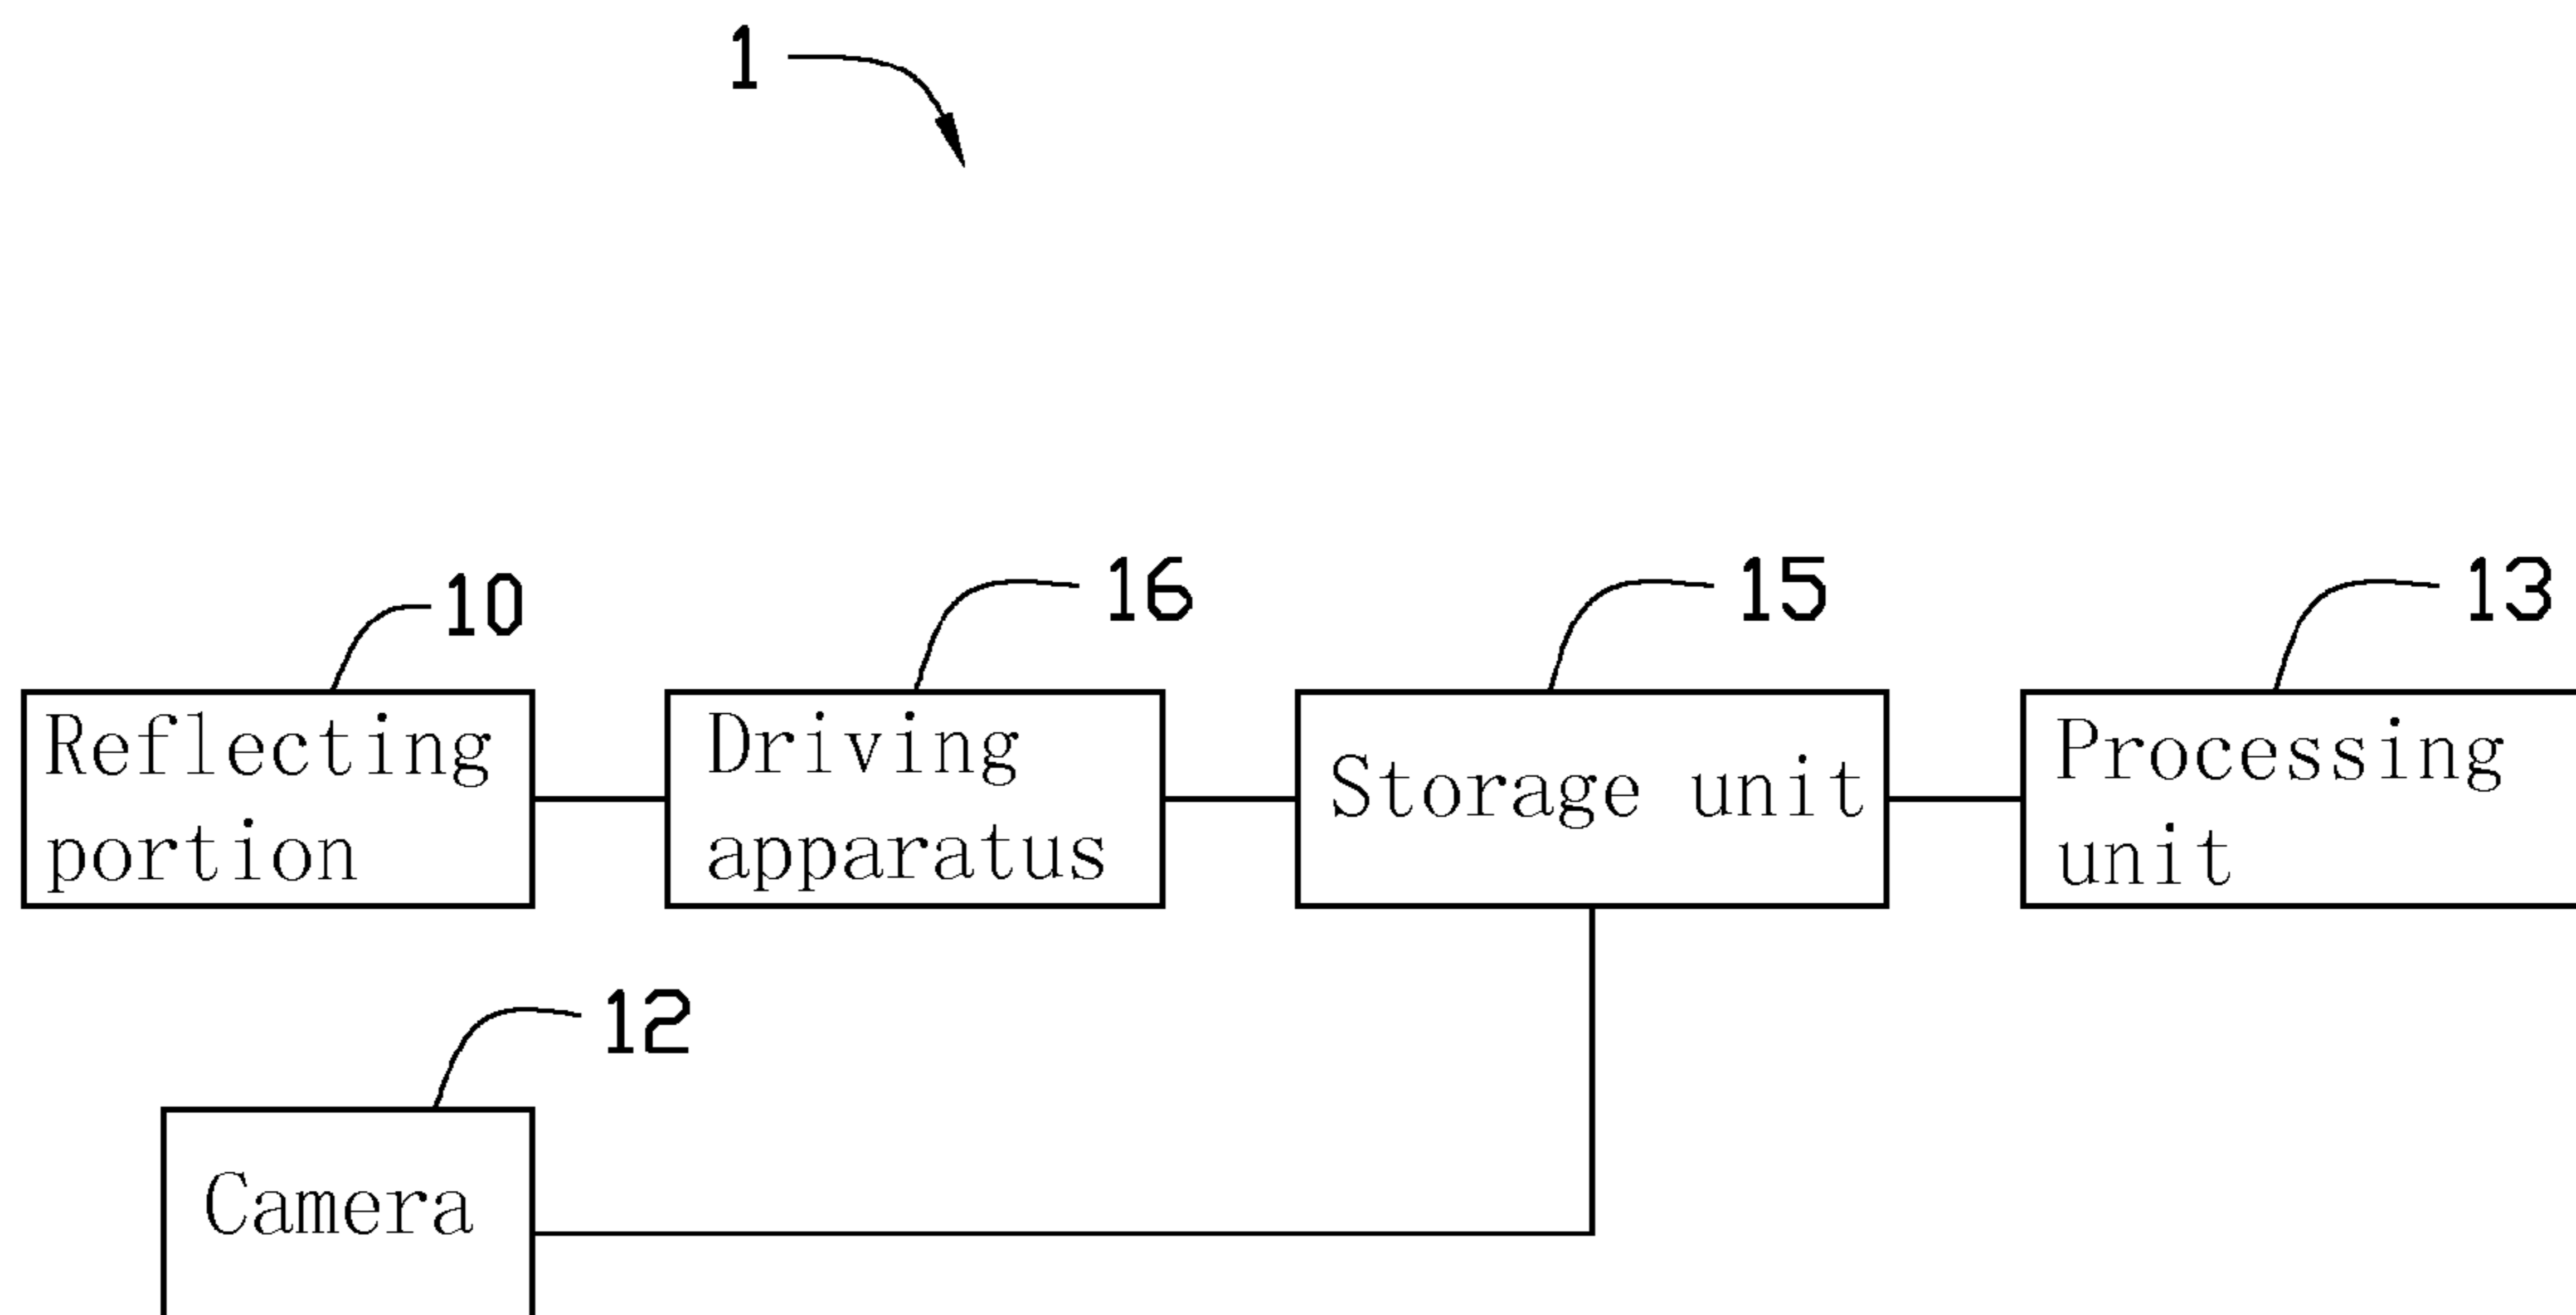 1
10
16
15
13
Reflecting
portion
Driving
apparatus
Storage unit
Processing
unit
12
Camera